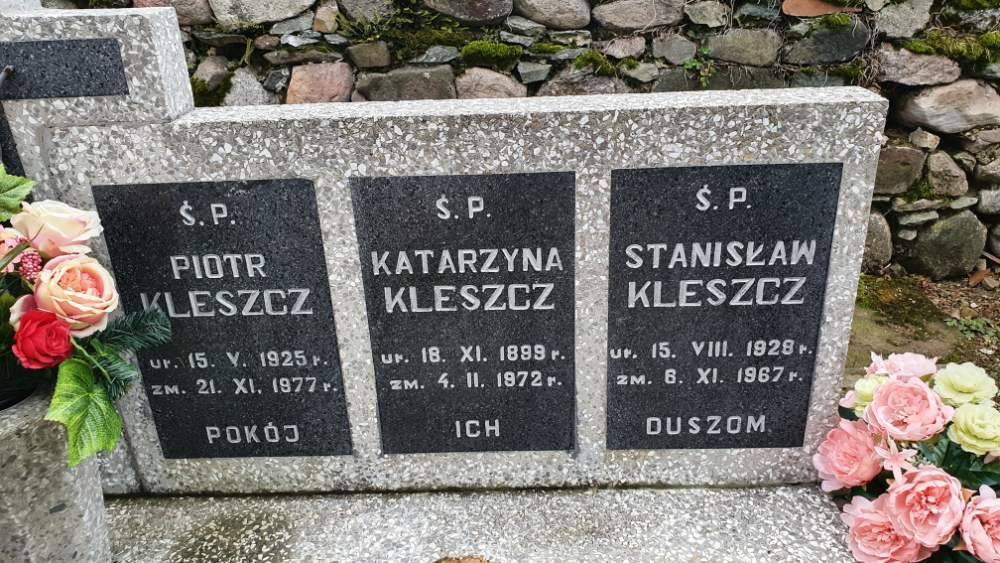 Ś. P.
PIOTR
KLESZCZ
ur. 15. V. 1925 r.
zm. 21. XI. 1977 r.
POKÓJ
Ś. P.
KATARZYNA
KLESZCZ
ur. 18. XI. 1899 r.
zm. 4. II. 1972 r.
ICH
Ś. P.
STANISŁAW
KLESZCZ
ur. 15. VIII. 1928 r.
zm. 6. XI. 1967 r.
DUSZOM